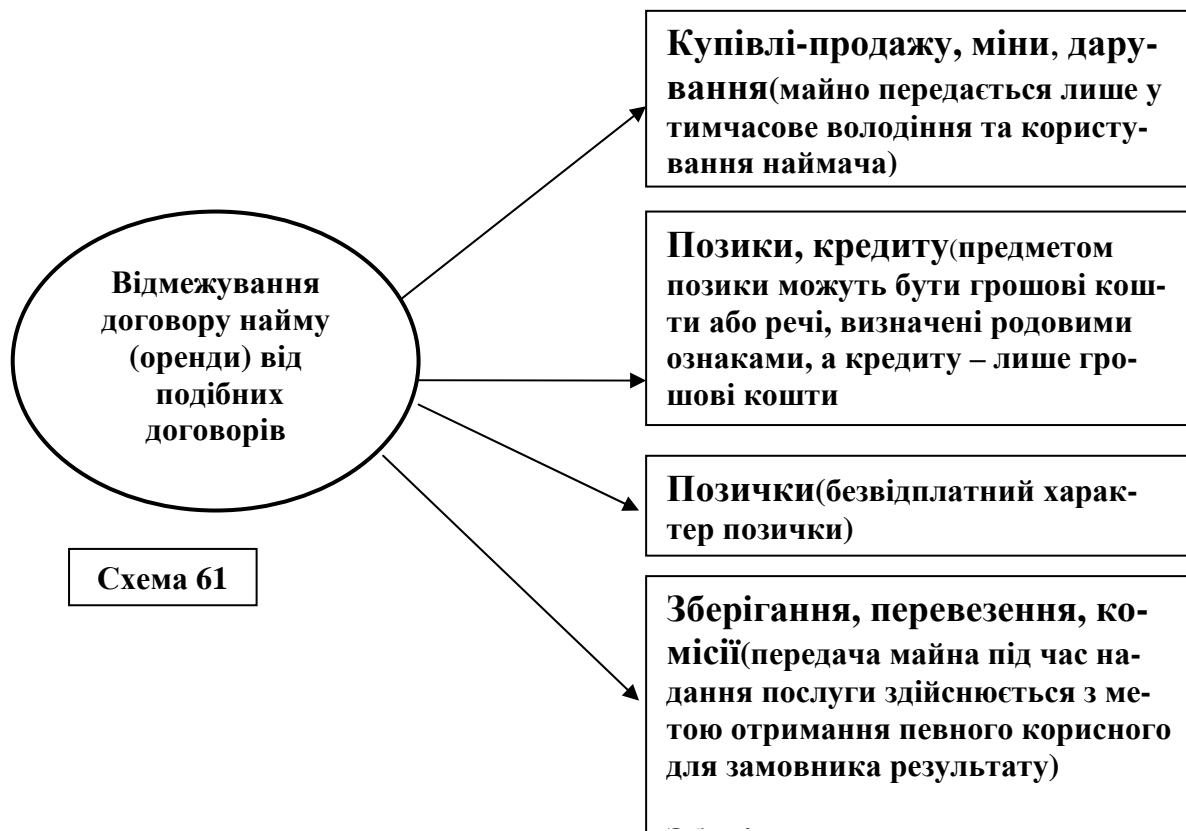 Відмежування
договору найму
(оренди) від
подібних
договорів
Схема 61
Купівлі-продажу, міни, дару-
вання(майно передається лише у
тимчасове володіння та користу-
вання наймача)
Позики, кредиту(предметом
позики можуть бути грошові кош-
ти або речі, визначені родовими
ознаками, а кредиту – лише гро-
шові кошти
Позички(безвідплатний харак-
тер позички)
Зберігання, перевезення, ко-
місії(передача майна під час на-
дання послуги здійснюється з ме-
тою отримання певного корисного
для замовника результату)